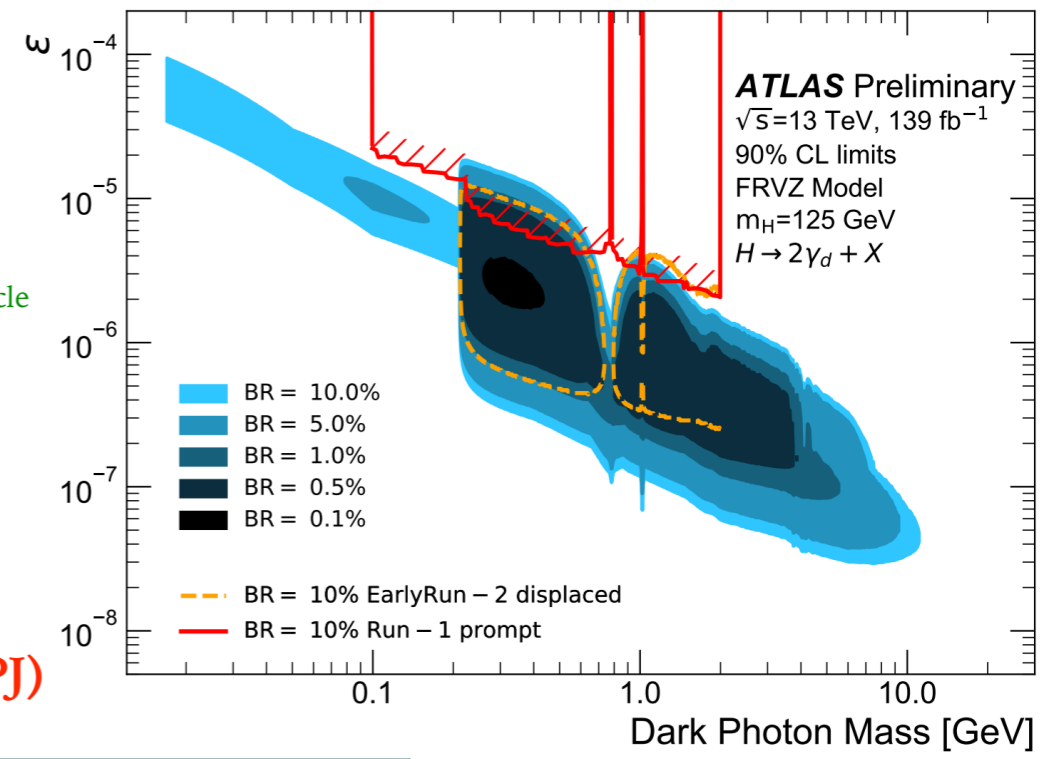 ε
10⁻⁴
10⁻⁵
10⁻⁶
10⁻⁷
10⁻⁸
ATLAS Preliminary
√s=13 TeV, 139 fb⁻¹
90% CL limits
FRVZ Model
m_H=125 GeV
H → 2γ_d + X
cle
BR = 10.0%
BR = 5.0%
BR = 1.0%
BR = 0.5%
BR = 0.1%
BR = 10% EarlyRun − 2 displaced
BR = 10% Run − 1 prompt
PJ)
0.1 1.0 10.0
Dark Photon Mass [GeV]